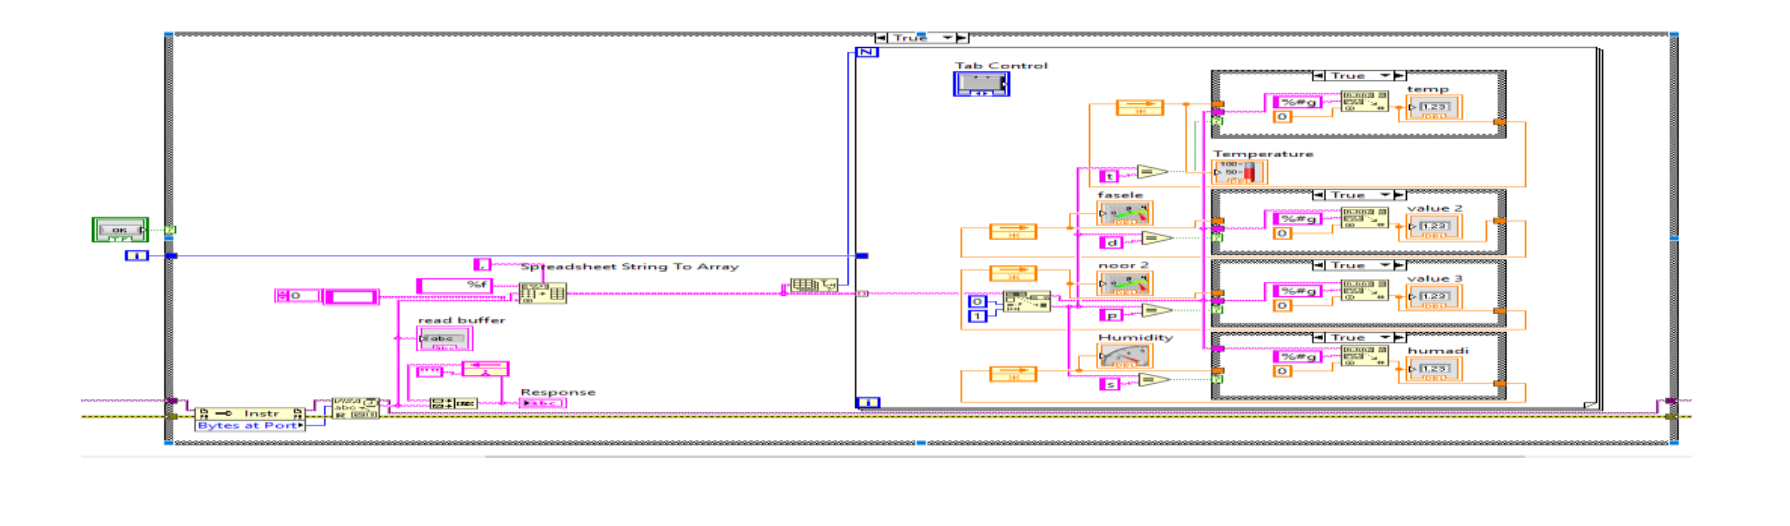 True
N
Tab Control
True
temp
%#g
1.23
0
Temperature
100
50
t
fasele
True
value 2
%#g
1.23
0
d
OK
TF
i
,
Spreadsheet String To Array
%f
0
noor 2
True
value 3
%#g
1.23
0
0
1
p
read buffer
abc
Humidity
True
humadi
%#g
1.23
0
s
Response
abc
Instr
Bytes at Port
abc
R
i